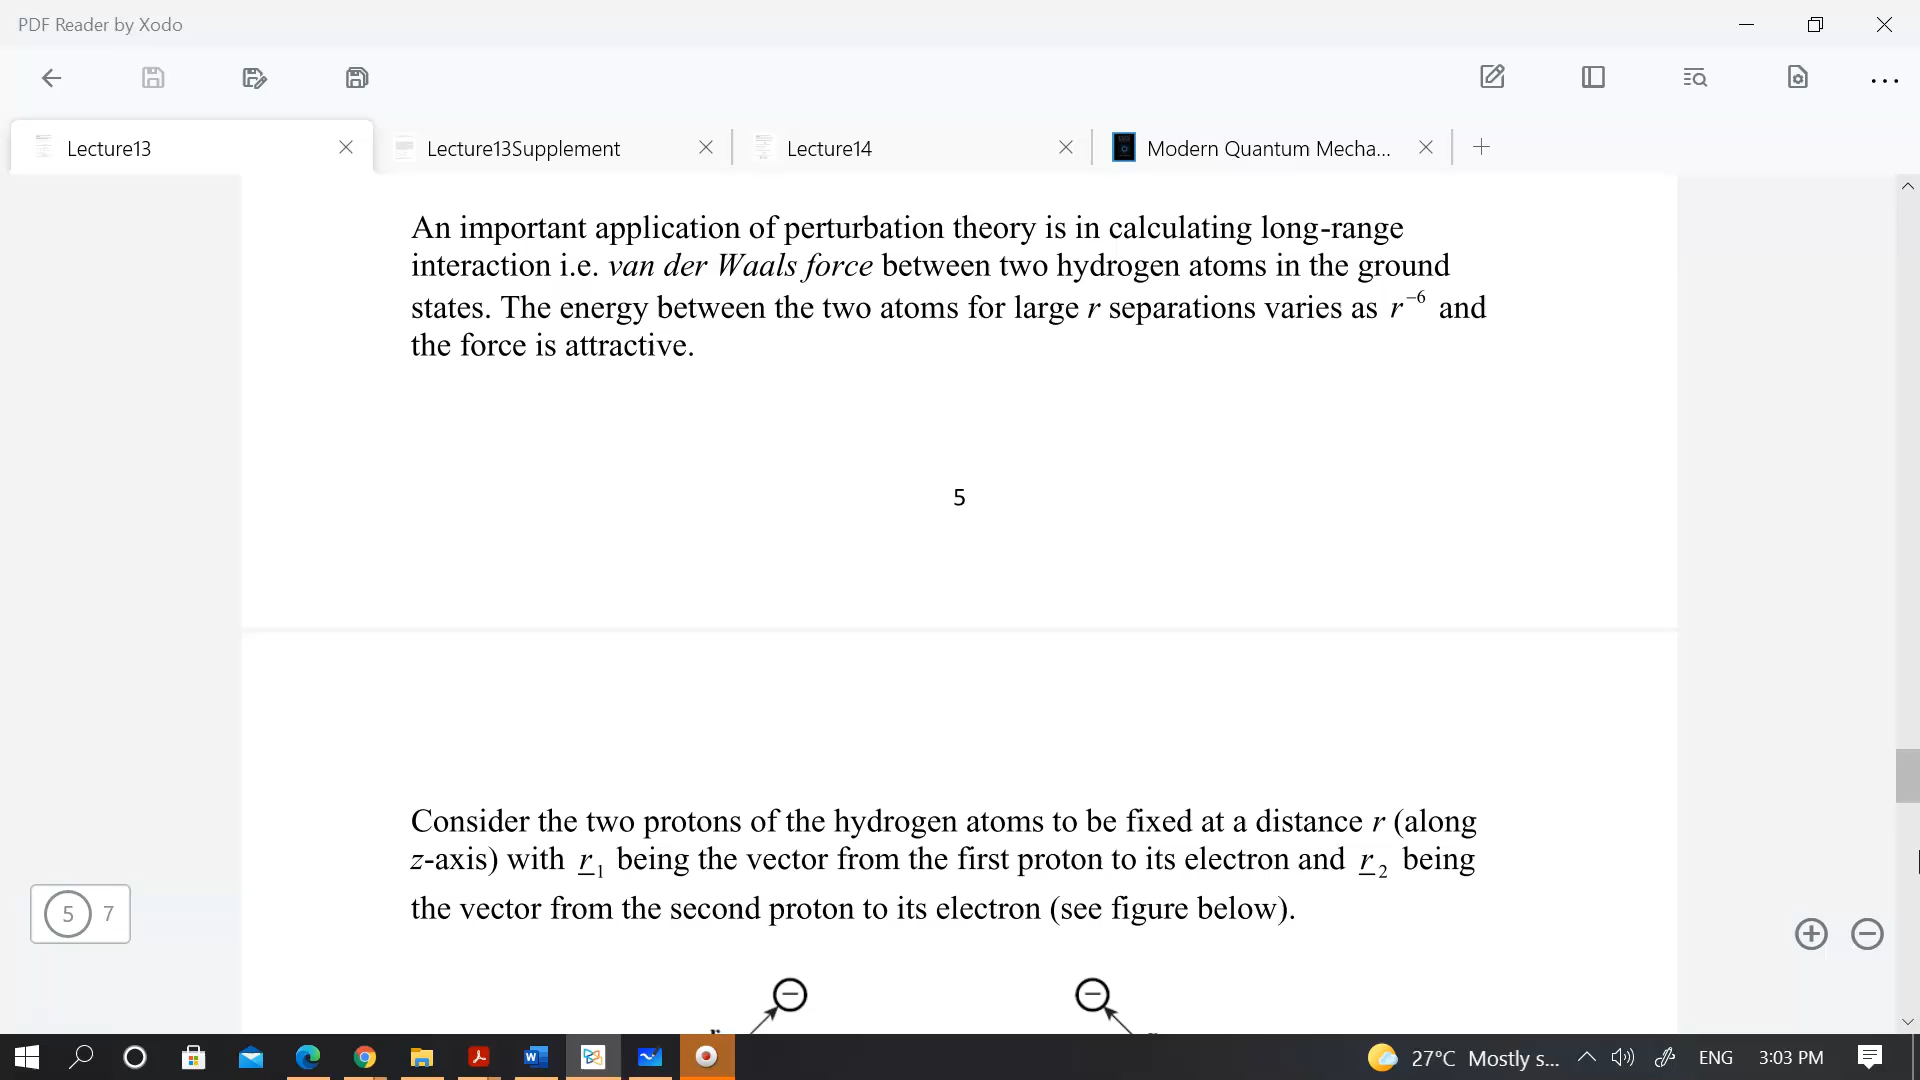 PDF Reader by Xodo
Lecture13
Lecture13Supplement
Lecture14
Modern Quantum Mecha...
An important application of perturbation theory is in calculating long-range
interaction i.e. van der Waals force between two hydrogen atoms in the ground
states. The energy between the two atoms for large r separations varies as r⁻⁶ and
the force is attractive.
5
Consider the two protons of the hydrogen atoms to be fixed at a distance r (along
z-axis) with r₁ being the vector from the first proton to its electron and r₂ being
the vector from the second proton to its electron (see figure below).
5 7
27°C Mostly s... ENG 3:03 PM